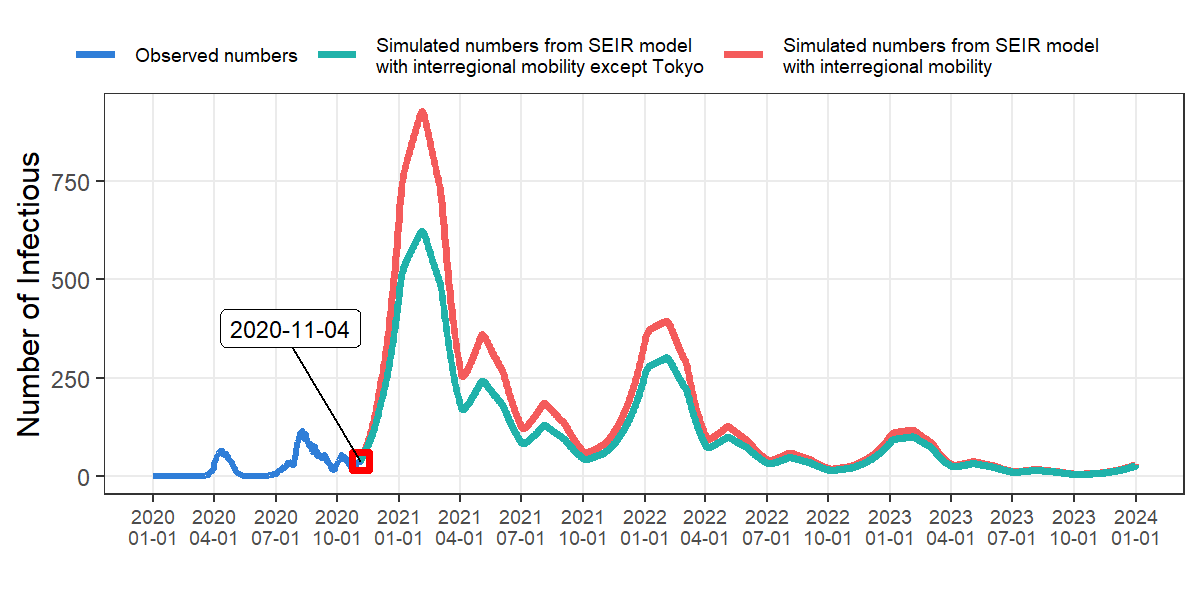 Observed numbers
Simulated numbers from SEIR model
with interregional mobility except Tokyo
Simulated numbers from SEIR model
with interregional mobility
Number of Infectious
750
500
250
0
2020-11-04
2020 2020 2020 2020 2021 2021 2021 2021 2022 2022 2022 2022 2023 2023 2023 2023 2024
01-01 04-01 07-01 10-01 01-01 04-01 07-01 10-01 01-01 04-01 07-01 10-01 01-01 04-01 07-01 10-01 01-01